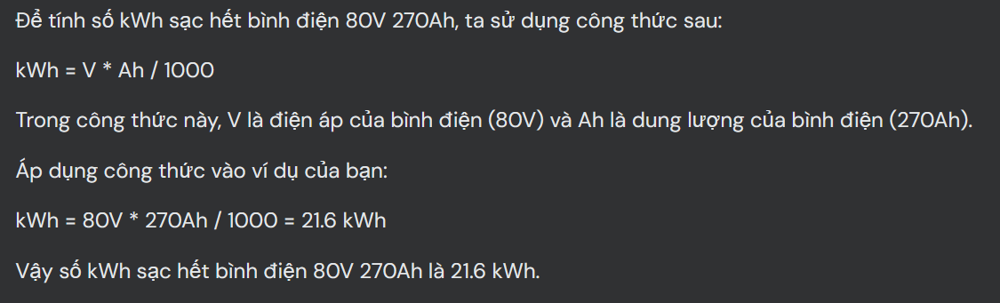 Để tính số kWh sạc hết bình điện 80V 270Ah, ta sử dụng công thức sau:
kWh = V * Ah / 1000
Trong công thức này, V là điện áp của bình điện (80V) và Ah là dung lượng của bình điện (270Ah).
Áp dụng công thức vào ví dụ của bạn:
kWh = 80V * 270Ah / 1000 = 21.6 kWh
Vậy số kWh sạc hết bình điện 80V 270Ah là 21.6 kWh.